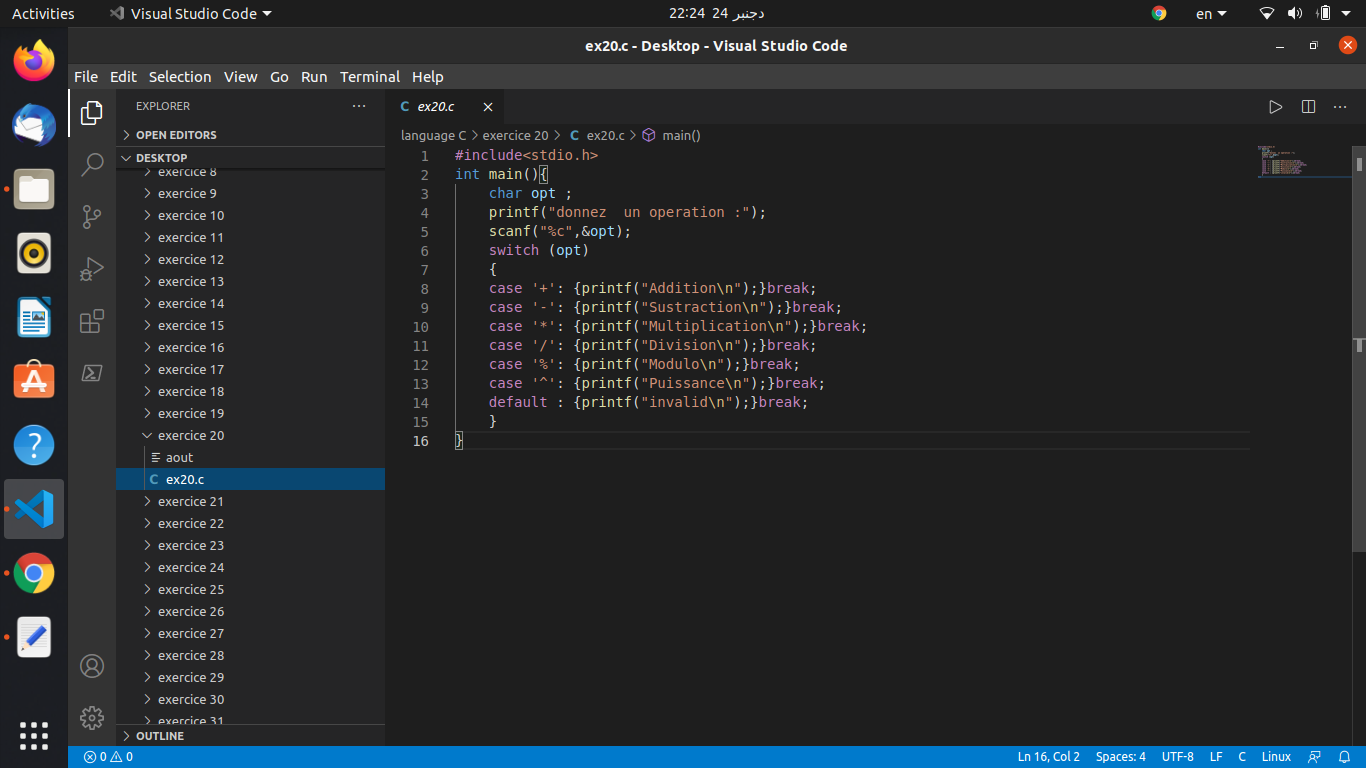 Activities Visual Studio Code 22:24 24 دجنبر en
ex20.c - Desktop - Visual Studio Code
File Edit Selection View Go Run Terminal Help
EXPLORER
OPEN EDITORS
DESKTOP
exercice 8
exercice 9
exercice 10
exercice 11
exercice 12
exercice 13
exercice 14
exercice 15
exercice 16
exercice 17
exercice 18
exercice 19
exercice 20
aout
C ex20.c
exercice 21
exercice 22
exercice 23
exercice 24
exercice 25
exercice 26
exercice 27
exercice 28
exercice 29
exercice 30
exercice 31
OUTLINE
C ex20.c
language C > exercice 20 > C ex20.c > main()
1 #include<stdio.h>
2 int main(){
3 char opt ;
4 printf("donnez  un operation :");
5 scanf("%c",&opt);
6 switch (opt)
7 {
8 case '+': {printf("Addition\n");}break;
9 case '-': {printf("Sustraction\n");}break;
10 case '*': {printf("Multiplication\n");}break;
11 case '/': {printf("Division\n");}break;
12 case '%': {printf("Modulo\n");}break;
13 case '^': {printf("Puissance\n");}break;
14 default : {printf("invalid\n");}break;
15 }
16 }
0 0 Ln 16, Col 2 Spaces: 4 UTF-8 LF C Linux